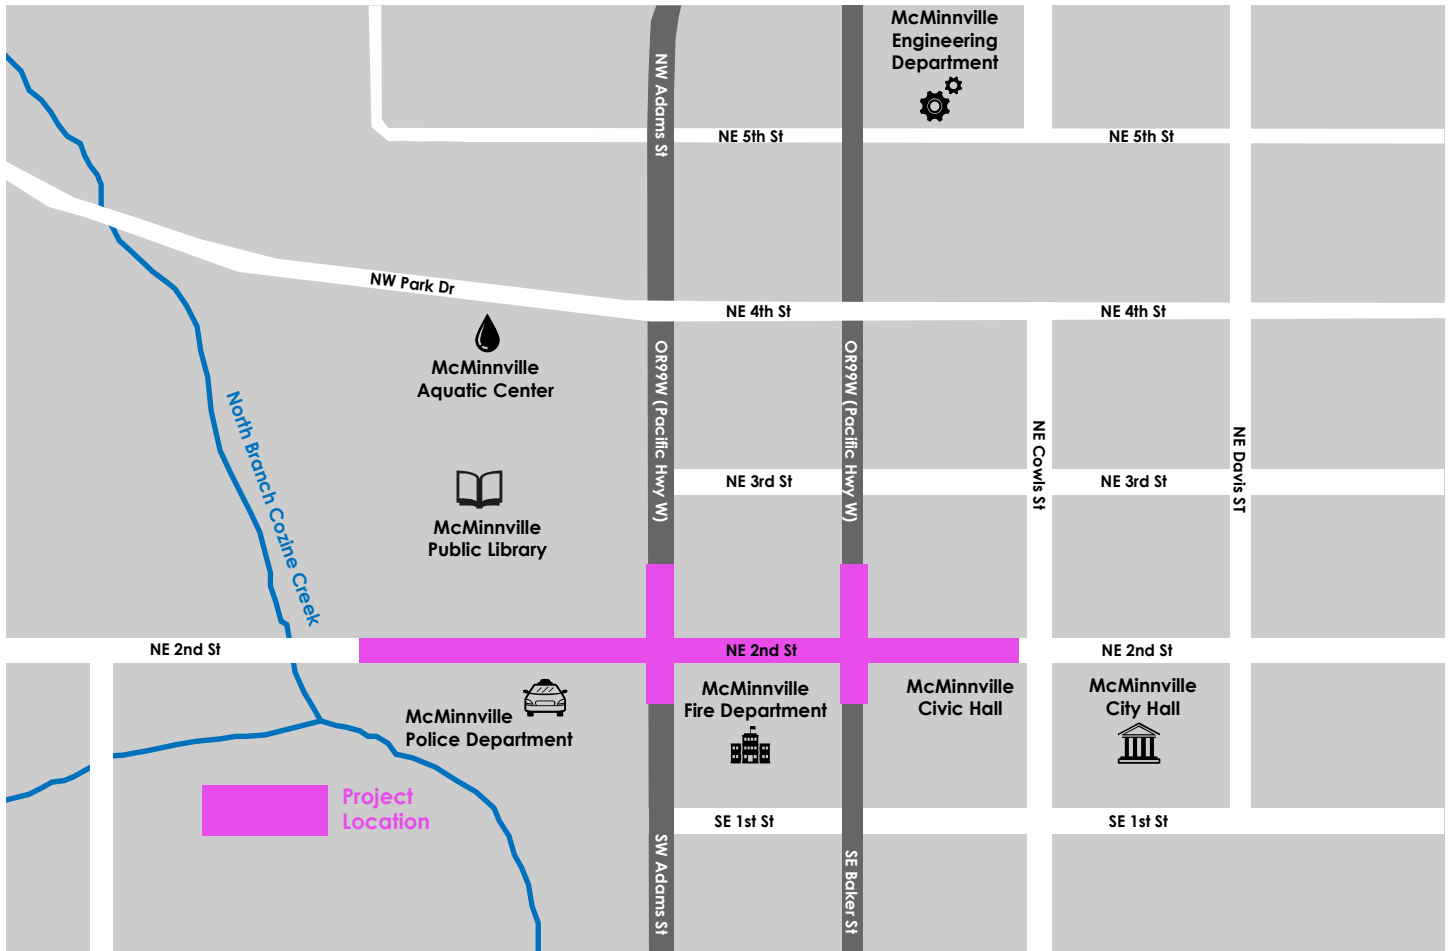 McMinnville
Engineering
Department
NW Adams St
NE 5th St
NE 5th St
NW Park Dr
NE 4th St
NE 4th St
McMinnville
Aquatic Center
OR99W (Pacific Hwy W)
OR99W (Pacific Hwy W)
North Branch Cozine Creek
NE Cowls St
NE Davis ST
NE 3rd St
NE 3rd St
McMinnville
Public Library
NE 2nd St
NE 2nd St
NE 2nd St
McMinnville
Police Department
McMinnville
Fire Department
McMinnville
Civic Hall
McMinnville
City Hall
Project
Location
SE 1st St
SE 1st St
SW Adams St
SE Baker St